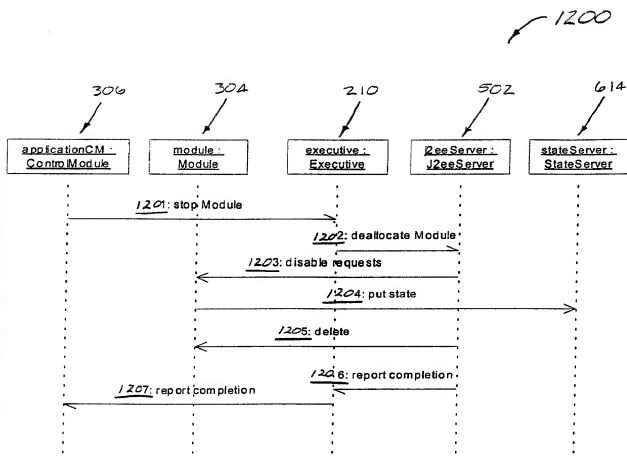 1200
306
304
210
502
614
applicationCM :
ControlModule
module :
Module
executive :
Executive
j2eeServer :
J2eeServer
stateServer :
StateServer
1201: stop Module
1202: deallocate Module
1203: disable requests
1204: put state
1205: delete
1206: report completion
1207: report completion